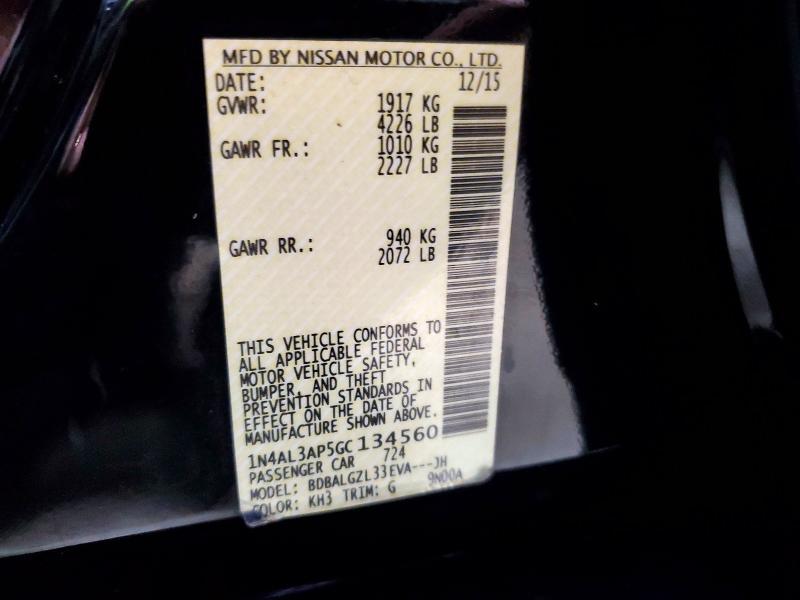 MFD BY NISSAN MOTOR CO., LTD.
DATE: 12/15
GVWR: 1917 KG
4226 LB
GAWR FR.: 1010 KG
2227 LB
GAWR RR.: 940 KG
2072 LB
THIS VEHICLE CONFORMS TO
ALL APPLICABLE FEDERAL
MOTOR VEHICLE SAFETY,
BUMPER, AND THEFT
PREVENTION STANDARDS IN
EFFECT ON THE DATE OF
MANUFACTURE SHOWN ABOVE.
1N4AL3AP5GC134560
PASSENGER CAR 724
MODEL: BDBALGZL33EVA---JH
COLOR: KH3 TRIM: G 9N00A